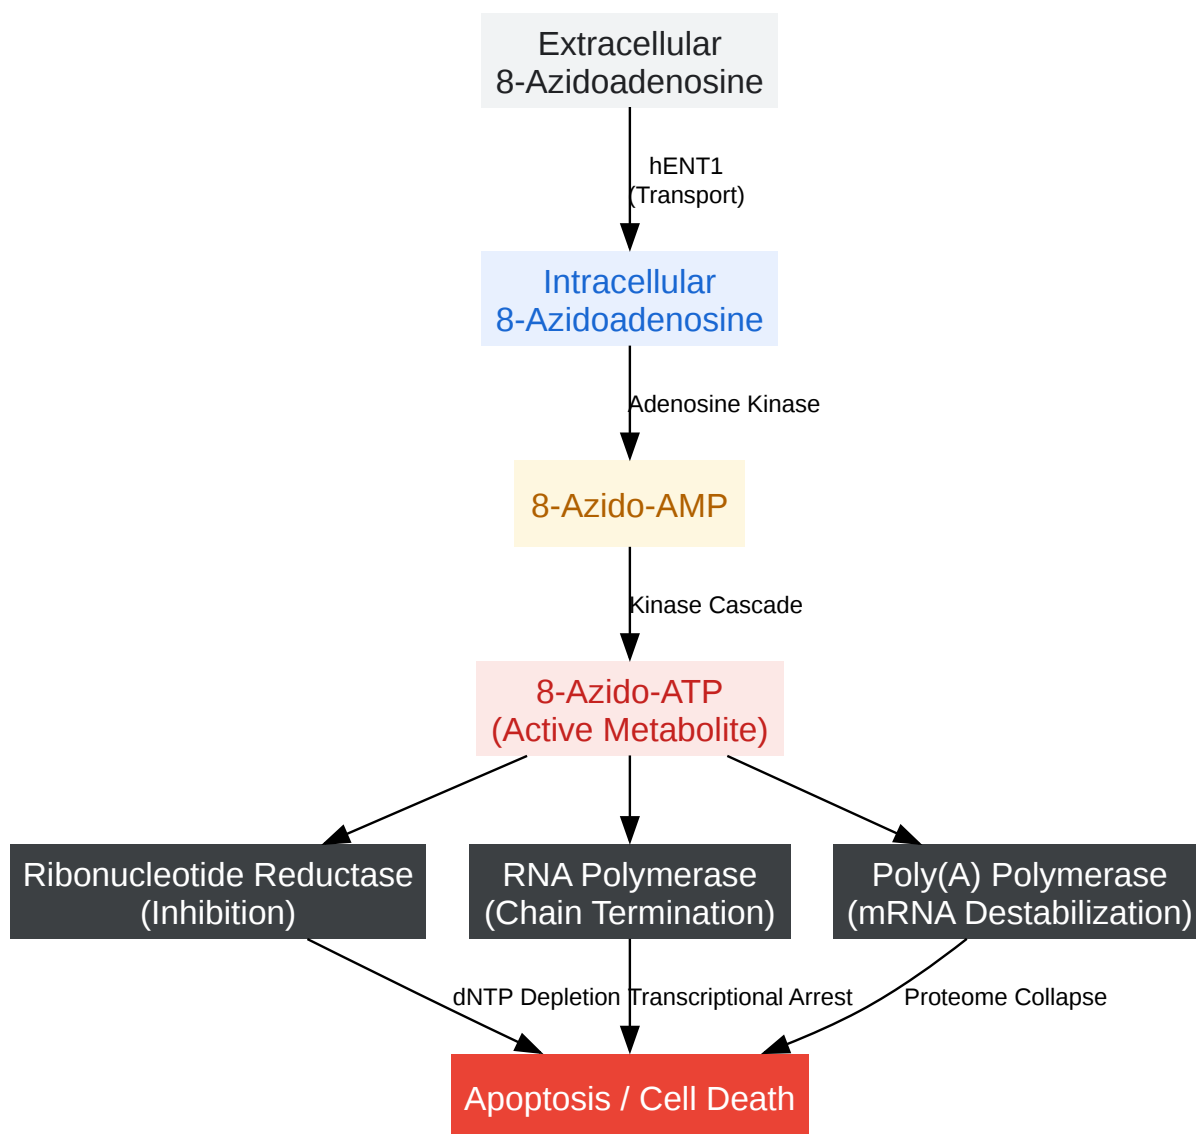 Extracellular
8-Azidoadenosine
hENT1
(Transport)
Intracellular
8-Azidoadenosine
Adenosine Kinase
8-Azido-AMP
Kinase Cascade
8-Azido-ATP
(Active Metabolite)
Ribonucleotide Reductase
(Inhibition)
RNA Polymerase
(Chain Termination)
Poly(A) Polymerase
(mRNA Destabilization)
dNTP Depletion
Transcriptional Arrest
Proteome Collapse
Apoptosis / Cell Death